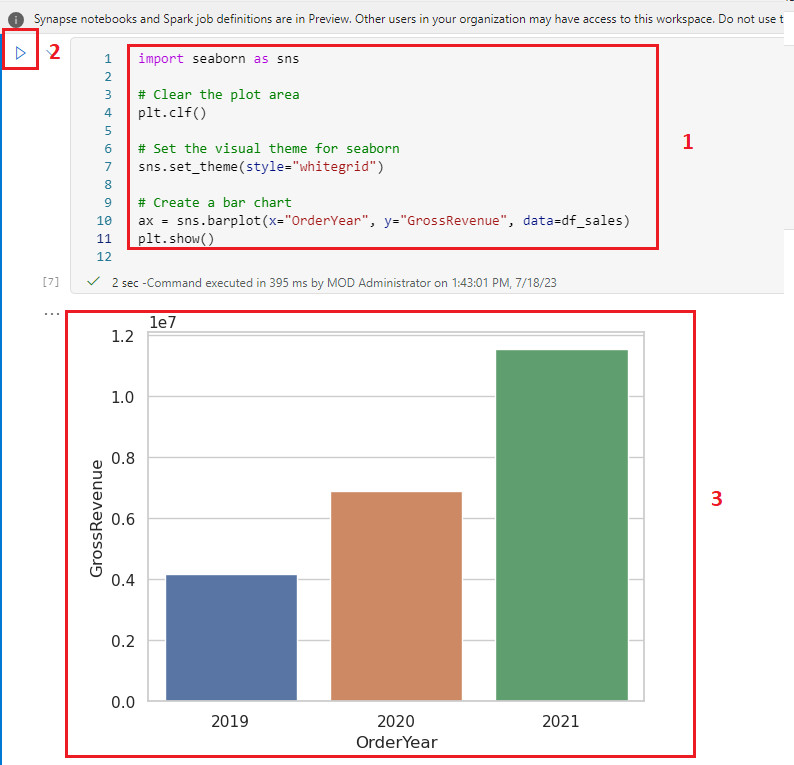 Synapse notebooks and Spark job definitions are in Preview. Other users in your organization may have access to this workspace. Do not use t
2
1 import seaborn as sns
2
3 # Clear the plot area
4 plt.clf()
1
5
6 # Set the visual theme for seaborn
7 sns.set_theme(style="whitegrid")
8
9 # Create a bar chart
10 ax = sns.barplot(x="OrderYear", y="GrossRevenue", data=df_sales)
11 plt.show()
12
[7] 2 sec -Command executed in 395 ms by MOD Administrator on 1:43:01 PM, 7/18/23
...
1e7
1.2
1.0
0.8
0.6
0.4
0.2
0.0
GrossRevenue
3
2019 2020 2021
OrderYear